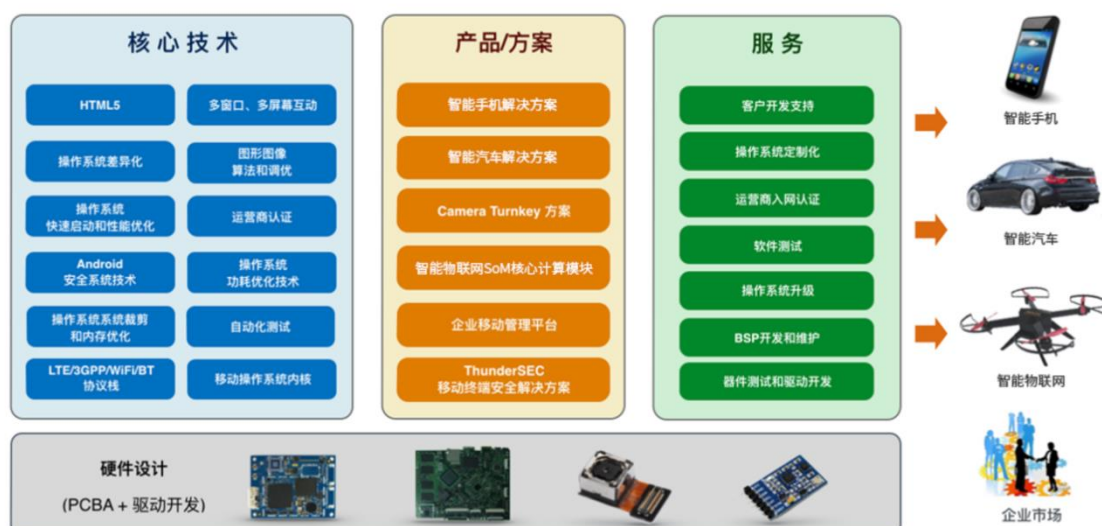 核心技术
HTML5
多窗口、多屏幕互动
操作系统差异化
图形图像
算法和调优
操作系统
快速启动和性能优化
运营商认证
Android
安全系统技术
操作系统
功耗优化技术
操作系统系统裁剪
和内存优化
自动化测试
LTE/3GPP/WiFi/BT
协议栈
移动操作系统内核
产品/方案
智能手机解决方案
智能汽车解决方案
Camera Turnkey 方案
智能物联网SoM核心计算模块
企业移动管理平台
ThunderSEC
移动终端安全解决方案
服务
客户开发支持
操作系统定制化
运营商入网认证
软件测试
操作系统升级
BSP开发和维护
器件测试和驱动开发
智能手机
智能汽车
智能物联网
企业市场
硬件设计
(PCBA + 驱动开发)